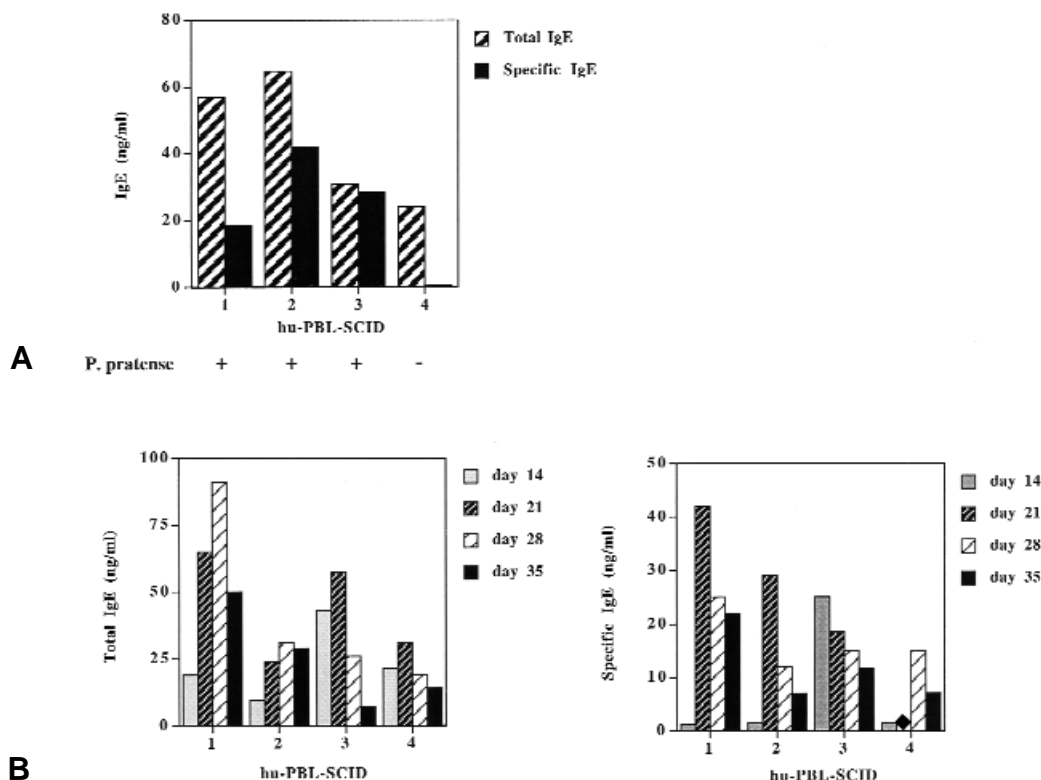 80
60
40
20
0
IgE (ng/ml)
Total IgE
Specific IgE
1 2 3 4
hu-PBL-SCID
A P. pratense + + + -
100
75
50
25
0
Total IgE (ng/ml)
day 14
day 21
day 28
day 35
1 2 3 4
hu-PBL-SCID
50
40
30
20
10
0
Specific IgE (ng/ml)
day 14
day 21
day 28
day 35
1 2 3 4
hu-PBL-SCID
B